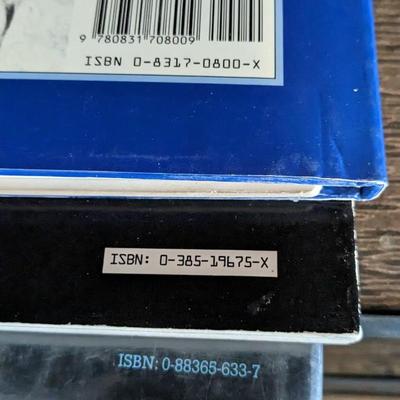 9 780831 708009
ISBN 0-8317-0800-X
ISBN: 0-385-19675-X
ISBN: 0-88365-633-7